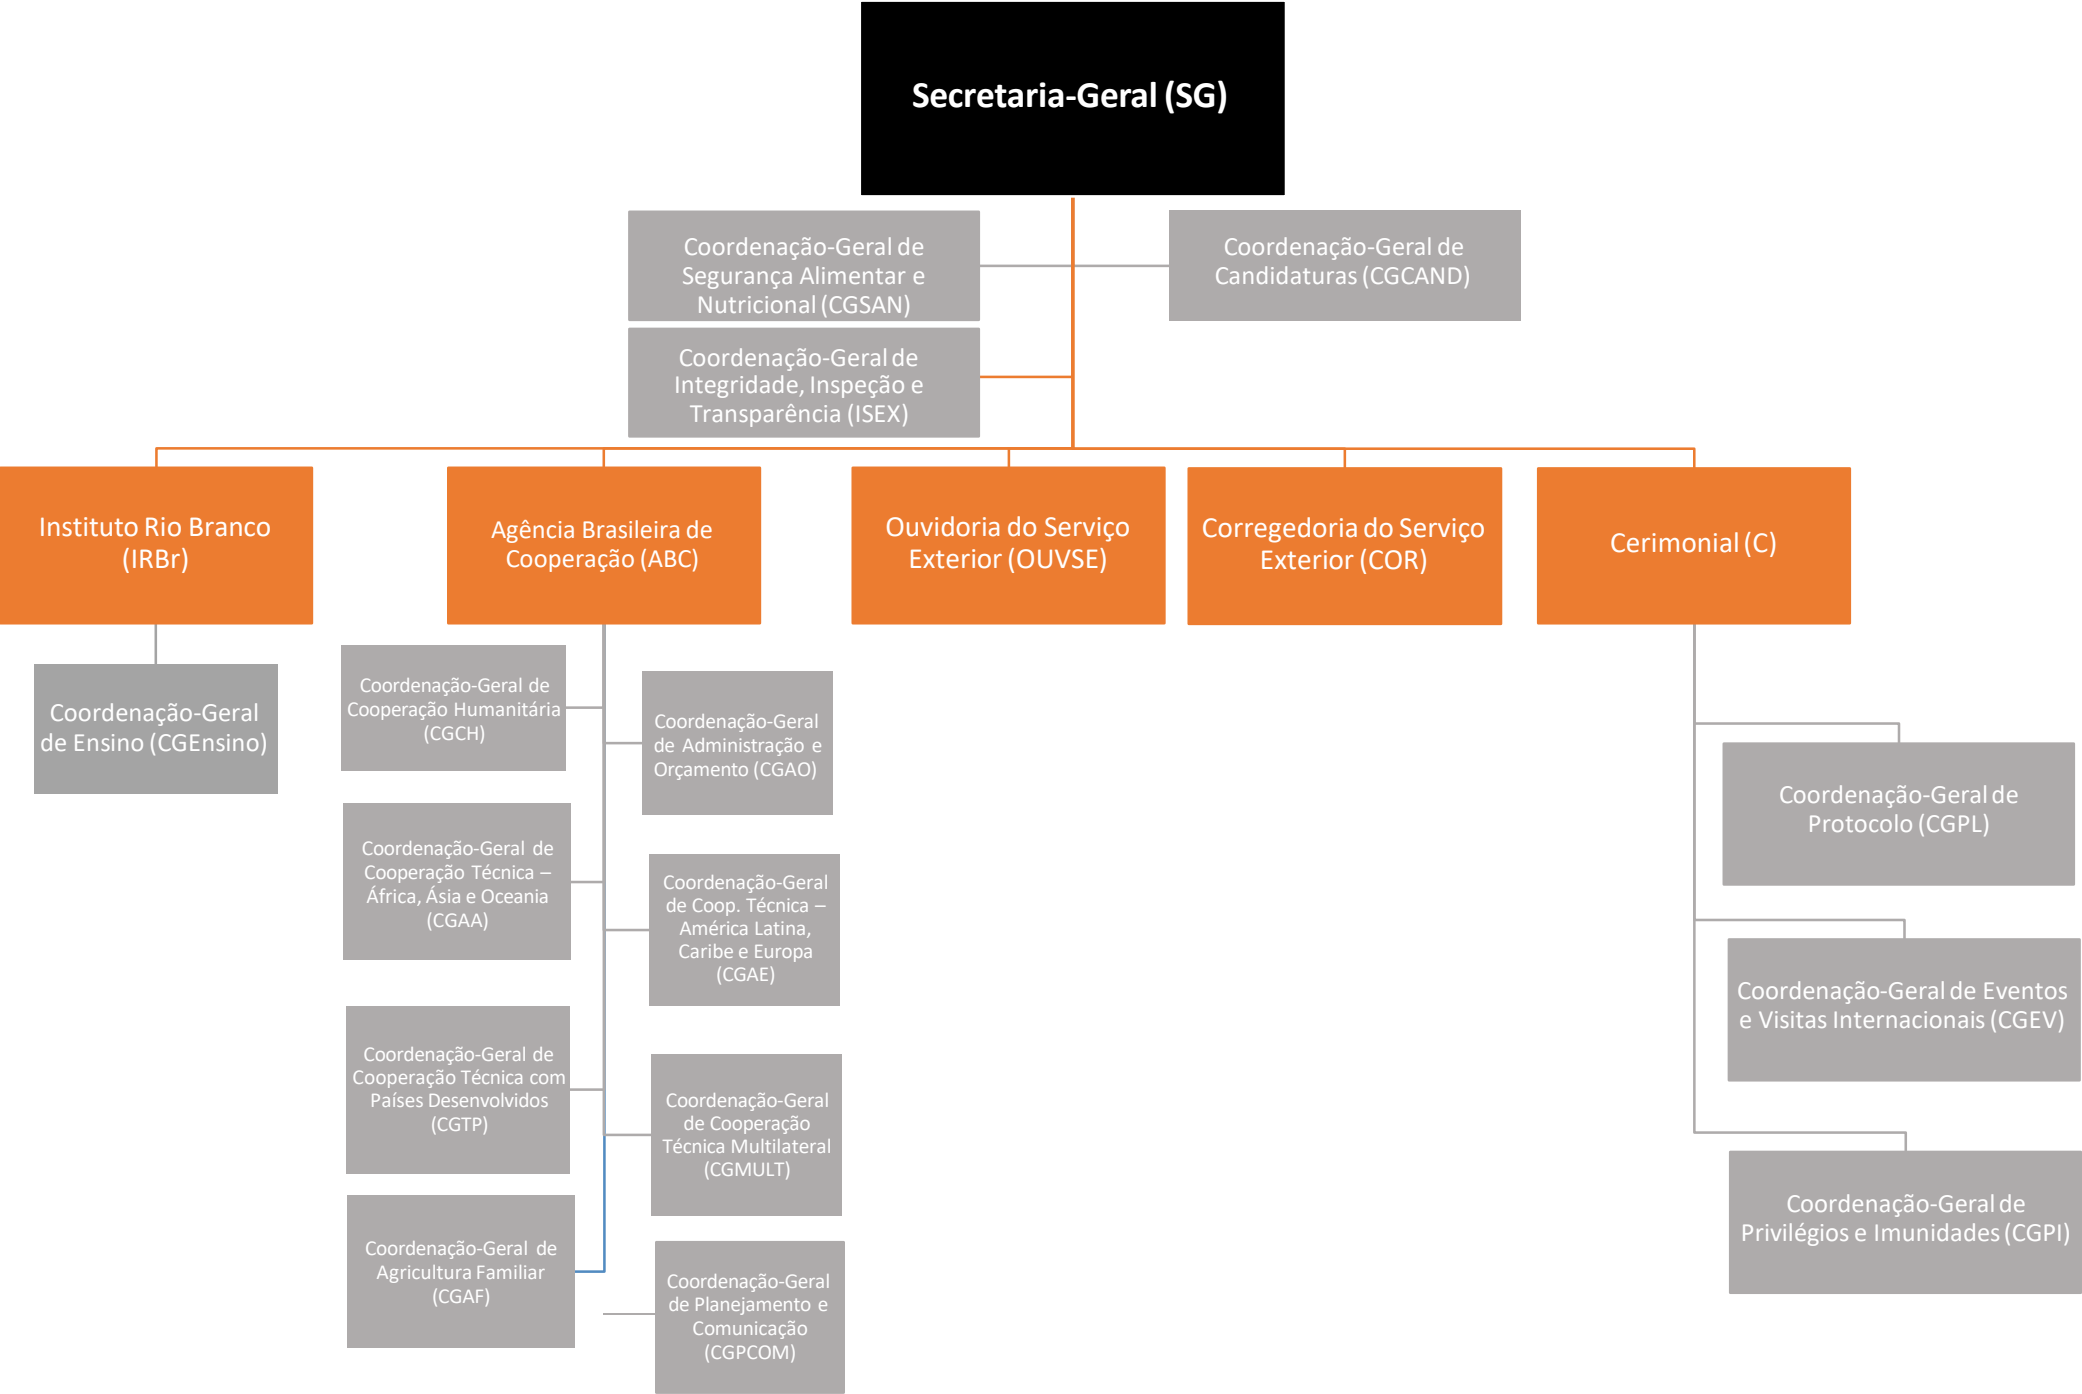 Secretaria-Geral (SG)
Coordenação-Geral de
Segurança Alimentar e
Nutricional (CGSAN)
Coordenação-Geral de
Candidaturas (CGCAND)
Coordenação-Geral de
Integridade, Inspeção e
Transparência (ISEX)
Instituto Rio Branco
(IRBr)
Agência Brasileira de
Cooperação (ABC)
Ouvidoria do Serviço
Exterior (OUVSE)
Corregedoria do Serviço
Exterior (COR)
Cerimonial (C)
Coordenação-Geral
de Ensino (CGEnsino)
Coordenação-Geral de
Cooperação Humanitária
(CGCH)
Coordenação-Geral
de Administração e
Orçamento (CGAO)
Coordenação-Geral de
Cooperação Técnica –
África, Ásia e Oceania
(CGAA)
Coordenação-Geral
de Coop. Técnica –
América Latina,
Caribe e Europa
(CGAE)
Coordenação-Geral de
Cooperação Técnica com
Países Desenvolvidos
(CGTP)
Coordenação-Geral
de Cooperação
Técnica Multilateral
(CGMULT)
Coordenação-Geral de
Agricultura Familiar
(CGAF)
Coordenação-Geral
de Planejamento e
Comunicação
(CGPCOM)
Coordenação-Geral de
Protocolo (CGPL)
Coordenação-Geral de Eventos
e Visitas Internacionais (CGEV)
Coordenação-Geral de
Privilégios e Imunidades (CGPI)